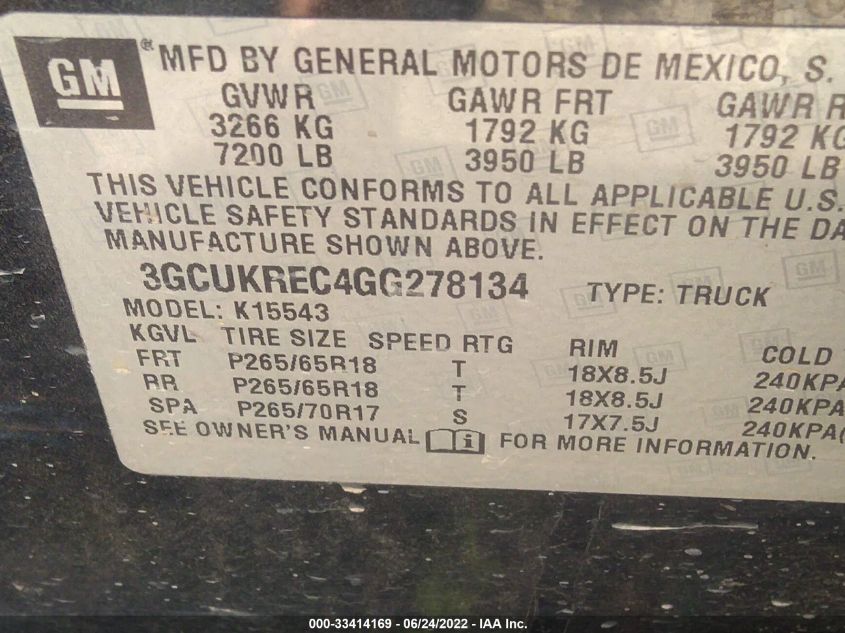 GM ® MFD BY GENERAL MOTORS DE MEXICO, S.
GVWR GAWR FRT GAWR R
3266 KG 1792 KG 1792 KG
7200 LB 3950 LB 3950 LB
THIS VEHICLE CONFORMS TO ALL APPLICABLE U.S.
VEHICLE SAFETY STANDARDS IN EFFECT ON THE DA
MANUFACTURE SHOWN ABOVE.
3GCUKREC4GG278134 TYPE: TRUCK
MODEL: K15543
KGVL TIRE SIZE SPEED RTG RIM COLD
FRT P265/65R18 T 18X8.5J 240KPA
RR P265/65R18 T 18X8.5J 240KPA
SPA P265/70R17 S 17X7.5J 240KPA(
SEE OWNER'S MANUAL i FOR MORE INFORMATION.
000-33414169 - 06/24/2022 - IAA Inc.